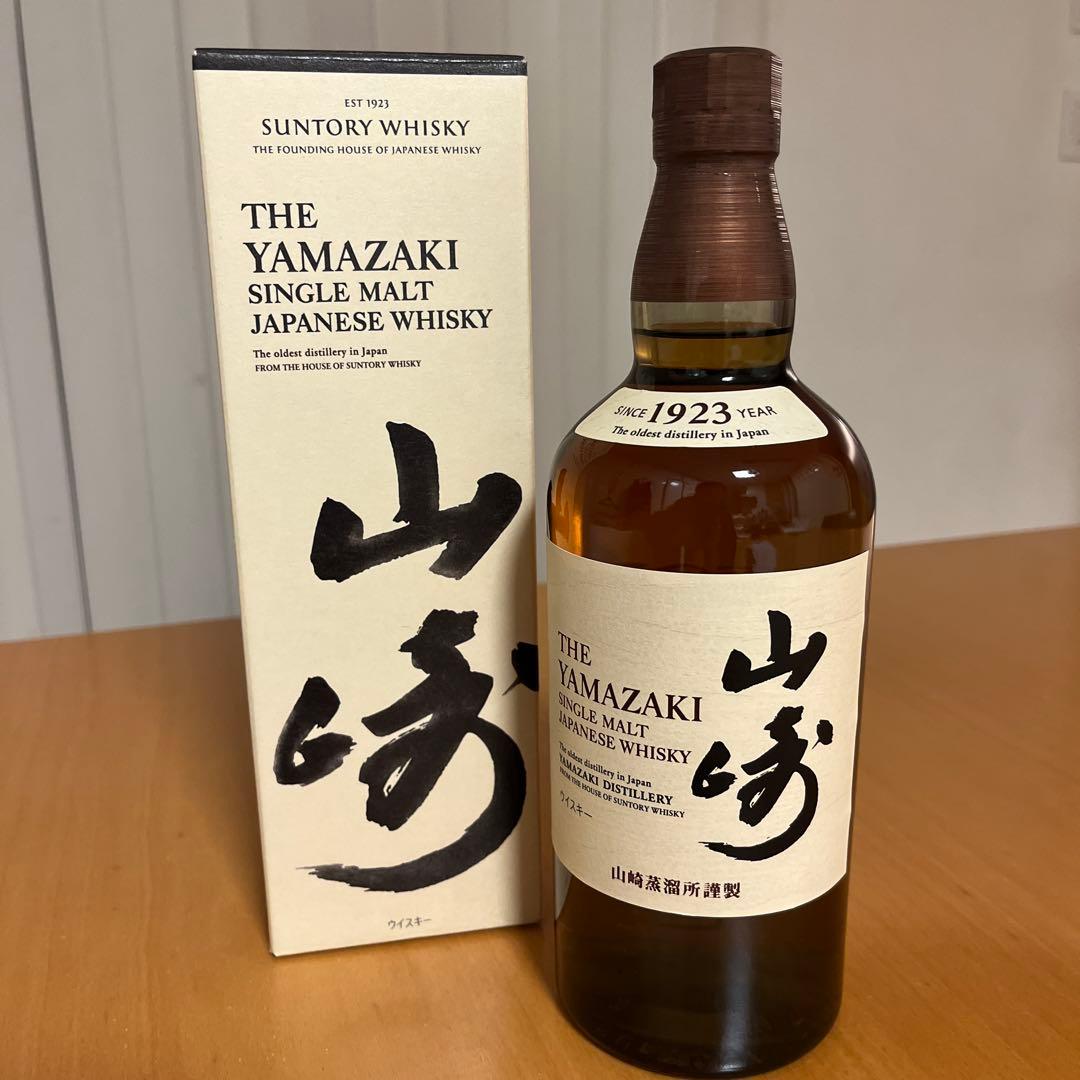 EST 1923
SUNTORY WHISKY
THE FOUNDING HOUSE OF JAPANESE WHISKY
THE
YAMAZAKI
SINGLE MALT
JAPANESE WHISKY
The oldest distillery in Japan
FROM THE HOUSE OF SUNTORY WHISKY
山
崎
ウイスキー
SINCE 1923 YEAR
The oldest distillery in Japan
THE
YAMAZAKI
SINGLE MALT
JAPANESE WHISKY
The oldest distillery in Japan
YAMAZAKI DISTILLERY
FROM THE HOUSE OF SUNTORY WHISKY
ウイスキー
山
崎
山崎蒸溜所謹製